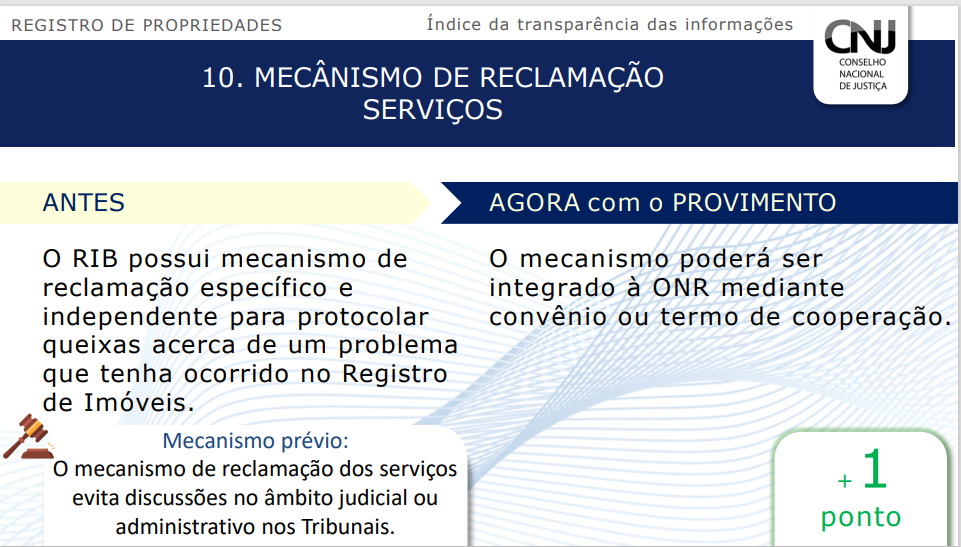 REGISTRO DE PROPRIEDADES
Índice da transparência das informações
CNJ
CONSELHO
NACIONAL
DE JUSTIÇA
10. MECÂNISMO DE RECLAMAÇÃO
SERVIÇOS
ANTES
O RIB possui mecanismo de
reclamação específico e
independente para protocolar
queixas acerca de um problema
que tenha ocorrido no Registro
de Imóveis.
Mecanismo prévio:
O mecanismo de reclamação dos serviços
evita discussões no âmbito judicial ou
administrativo nos Tribunais.
AGORA com o PROVIMENTO
O mecanismo poderá ser
integrado à ONR mediante
convênio ou termo de cooperação.
+ 1
ponto